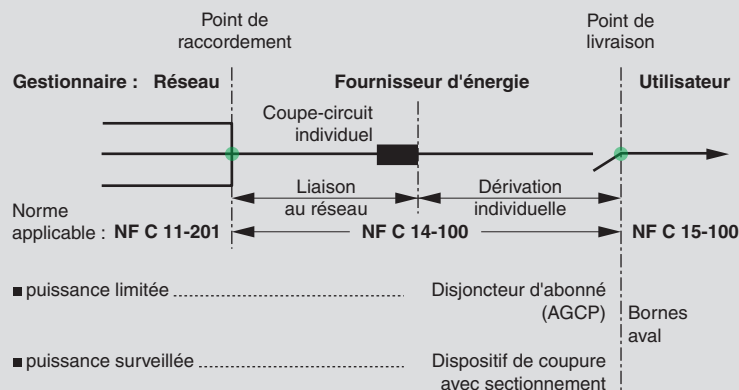 Point de
raccordement
Point de
livraison
Gestionnaire : Réseau Fournisseur d'énergie Utilisateur
Coupe-circuit
individuel
Liaison
au réseau
Dérivation
individuelle
Norme
applicable : NF C 11-201 NF C 14-100 NF C 15-100
■ puissance limitée ........................................ Disjoncteur d'abonné
(AGCP)
Bornes
aval
■ puissance surveillée .................................... Dispositif de coupure
avec sectionnement